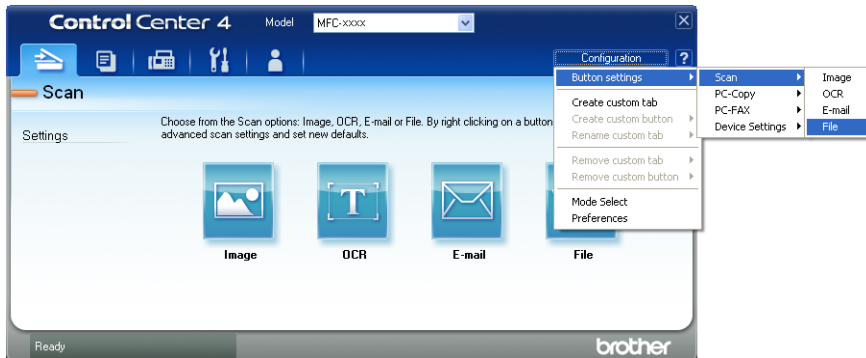 Control Center 4 Model MFC-xxxx
Configuration ?
Scan
Settings
Choose from the Scan options: Image, OCR, E-mail or File. By right clicking on a button
advanced scan settings and set new defaults.
Image OCR E-mail File
Button settings
Create custom tab
Create custom button
Rename custom tab
Remove custom tab
Remove custom button
Mode Select
Preferences
Scan
PC-Copy
PC-FAX
Device Settings
Image
OCR
E-mail
File
Ready brother